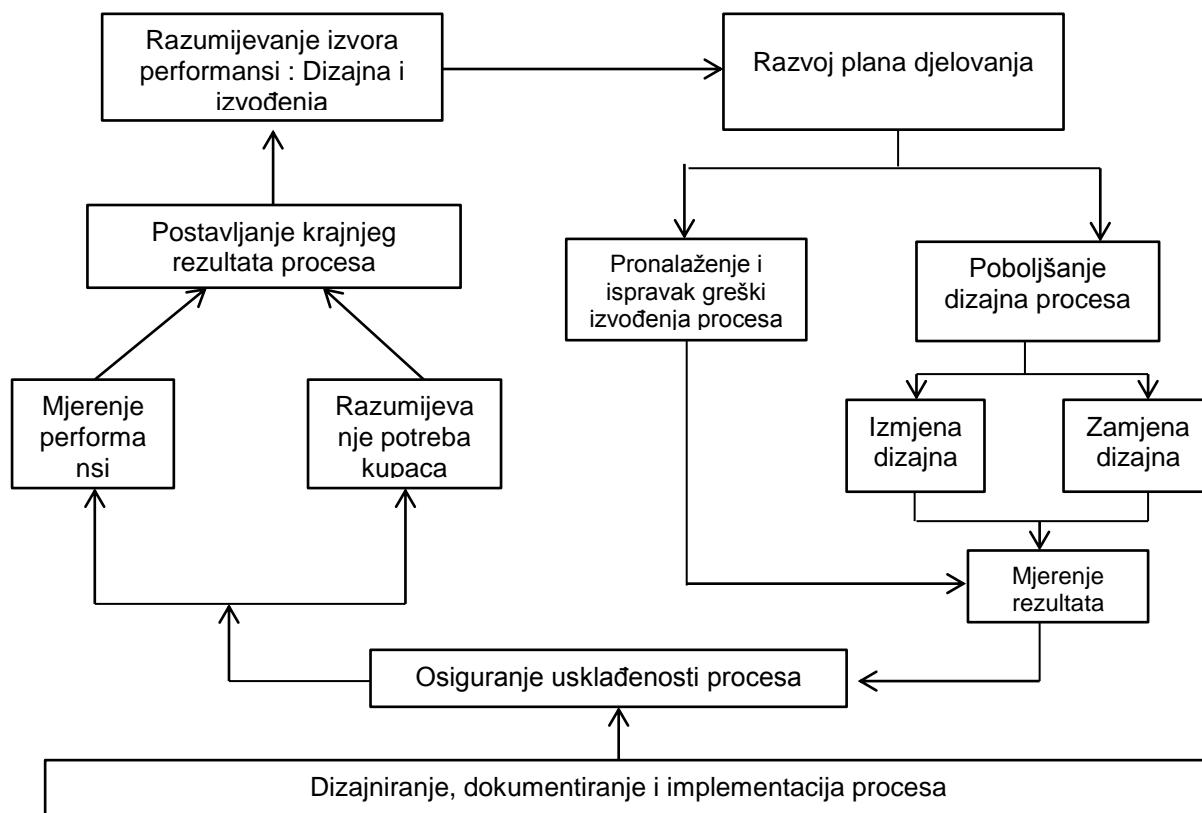 Razumijevanje izvora
performansi : Dizajna i
izvođenia
Razvoj plana djelovanja
Postavljanje krajnjeg
rezultata procesa
Pronalaženje i
ispravak greški
izvođenja procesa
Poboljšanje
dizajna procesa
Mjerenje
performa
nsi
Razumijeva
nje potreba
kupaca
Izmjena
dizajna
Zamjena
dizajna
Mjerenje
rezultata
Osiguranje usklađenosti procesa
Dizajniranje, dokumentiranje i implementacija procesa